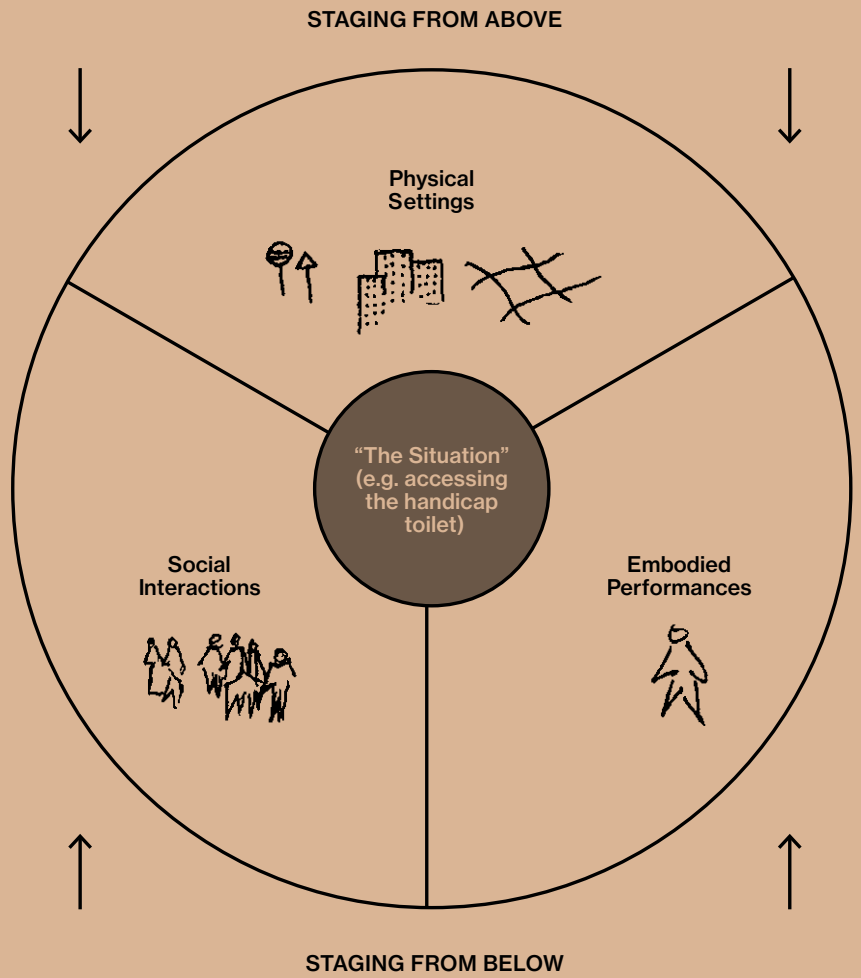 STAGING FROM ABOVE
Physical
Settings
“The Situation”
(e.g. accessing
the handicap
toilet)
Social
Interactions
Embodied
Performances
STAGING FROM BELOW